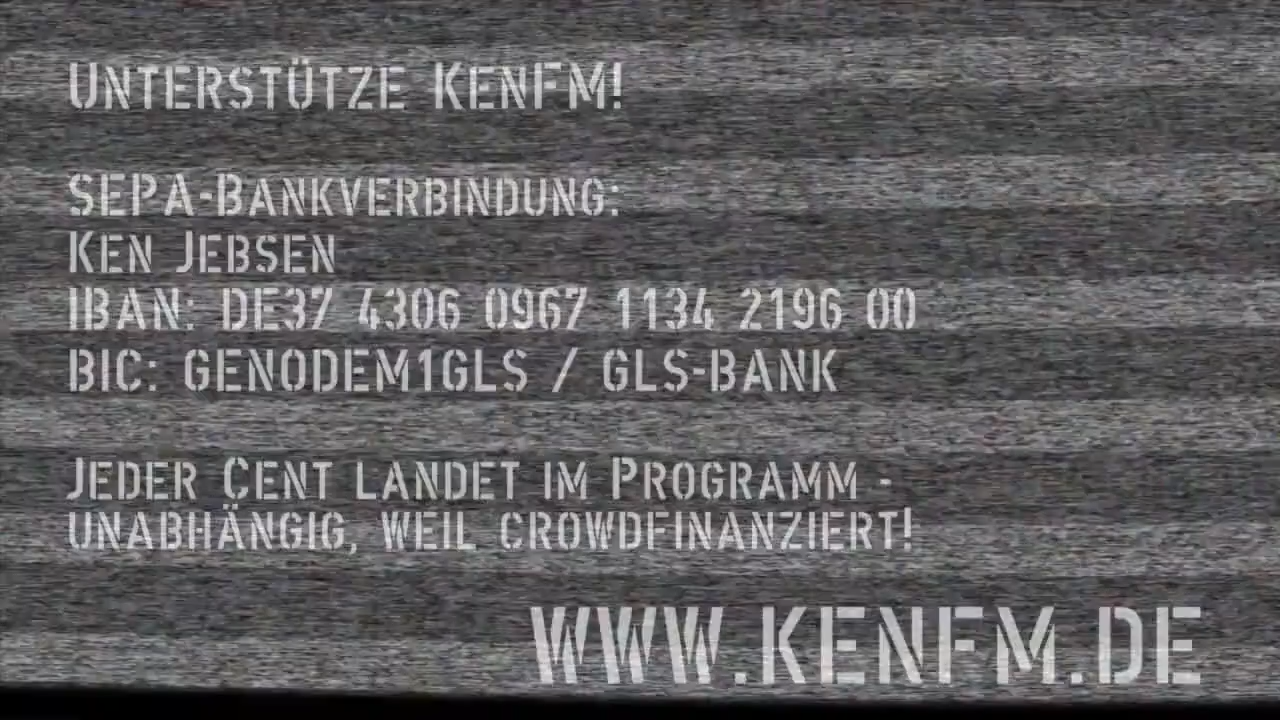 Unterstütze KenFM!
SEPA-Bankverbindung:
Ken Jebsen
IBAN: DE37 4306 0967 1134 2196 00
BIC: GENODEM1GLS / GLS-BANK
Jeder Cent landet im Programm -
unabhängig, weil crowdfinanziert!
WWW.KENFM.DE